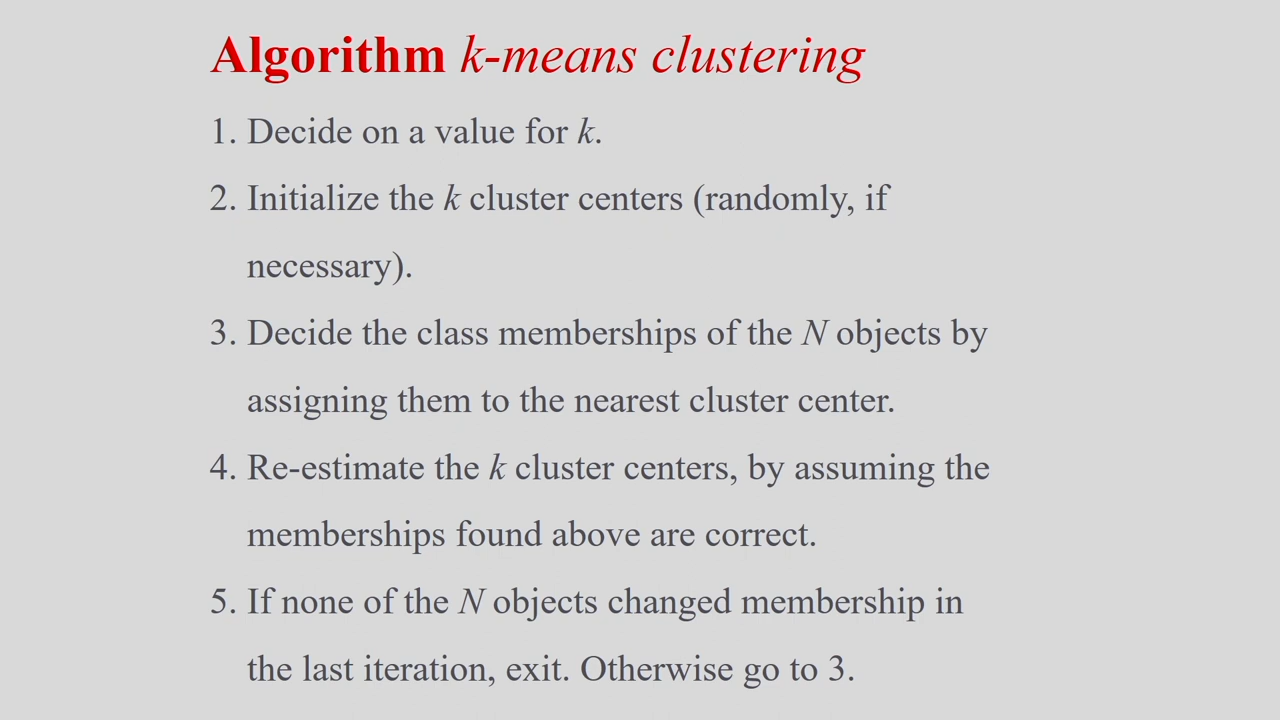 Algorithm k-means clustering
1. Decide on a value for k.
2. Initialize the k cluster centers (randomly, if
necessary).
3. Decide the class memberships of the N objects by
assigning them to the nearest cluster center.
4. Re-estimate the k cluster centers, by assuming the
memberships found above are correct.
5. If none of the N objects changed membership in
the last iteration, exit. Otherwise go to 3.